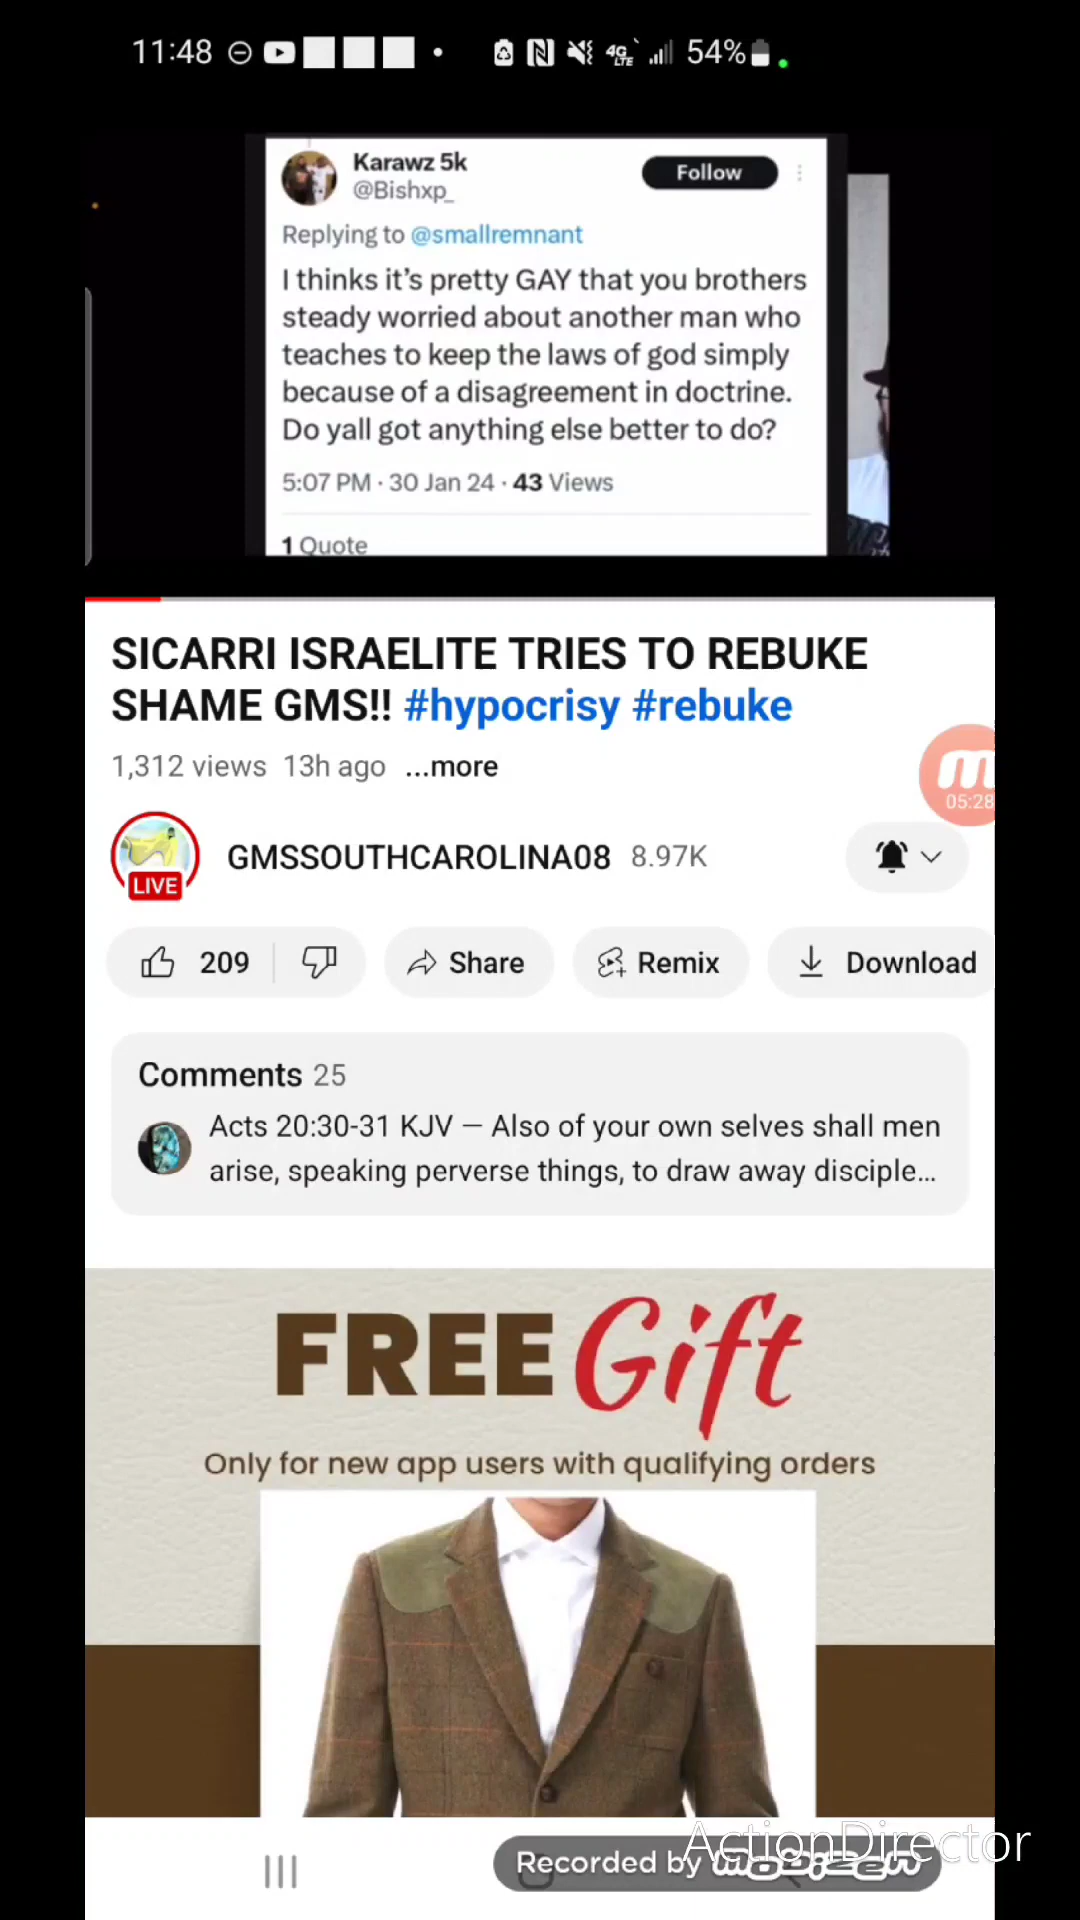 11:48 4G LTE 54%
Karawz 5k
Follow
@Bishxp_
Replying to @smallremnant
I thinks it's pretty GAY that you brothers
steady worried about another man who
teaches to keep the laws of god simply
because of a disagreement in doctrine.
Do yall got anything else better to do?
5:07 PM · 30 Jan 24 · 43 Views
1 Quote
SICARRI ISRAELITE TRIES TO REBUKE
SHAME GMS!! #hypocrisy #rebuke
1,312 views 13h ago ...more
05:28
GMSSOUTHCAROLINA08 8.97K
LIVE
209 Share Remix Download
Comments 25
Acts 20:30-31 KJV — Also of your own selves shall men
arise, speaking perverse things, to draw away disciple...
FREE Gift
Only for new app users with qualifying orders
ActionDirector
Recorded by mobizen